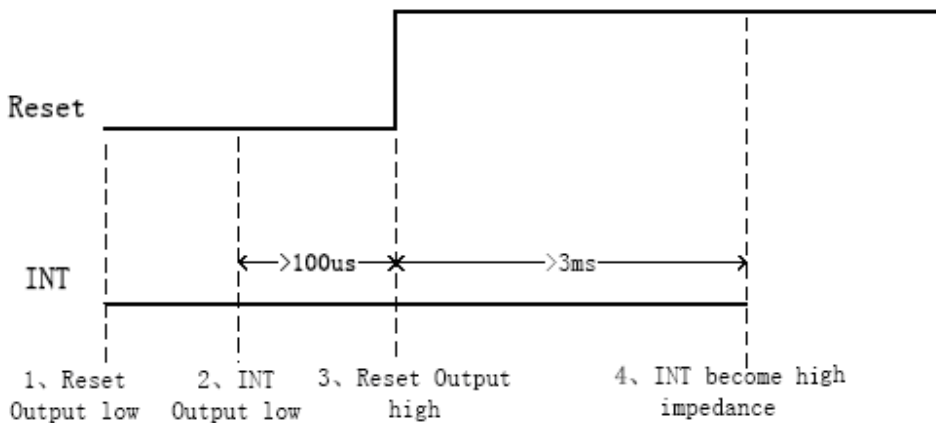 Reset
>100us
>3ms
INT
1、Reset
Output low
2、INT
Output low
3、Reset Output
high
4、INT become high
impedance